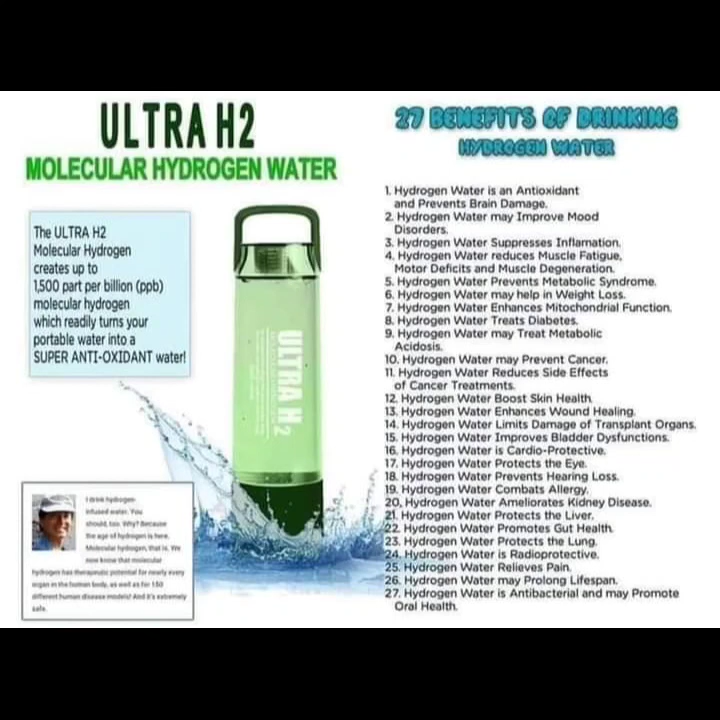 ULTRA H2
MOLECULAR HYDROGEN WATER
The ULTRA H2
Molecular Hydrogen
creates up to
1,500 part per billion (ppb)
molecular hydrogen
which readily turns your
portable water into a
SUPER ANTI-OXIDANT water!
ULTRA H2
I drink hydrogen
infused water. You
should, too. Why? Because
the age of hydrogen is here.
Molecular hydrogen, that is. We
now know that molecular
hydrogen has therapeutic potential for nearly every
organ in the human body, as well as for 150
different human disease models! And it's extremely
safe.
27 BENEFITS OF DRINKING
HYDROGEN WATER
1. Hydrogen Water is an Antioxidant
and Prevents Brain Damage.
2. Hydrogen Water may Improve Mood
Disorders.
3. Hydrogen Water Suppresses Inflamation.
4. Hydrogen Water reduces Muscle Fatigue,
Motor Deficits and Muscle Degeneration.
5. Hydrogen Water Prevents Metabolic Syndrome.
6. Hydrogen Water may help in Weight Loss.
7. Hydrogen Water Enhances Mitochondrial Function.
8. Hydrogen Water Treats Diabetes.
9. Hydrogen Water may Treat Metabolic
Acidosis.
10. Hydrogen Water may Prevent Cancer.
11. Hydrogen Water Reduces Side Effects
of Cancer Treatments.
12. Hydrogen Water Boost Skin Health.
13. Hydrogen Water Enhances Wound Healing.
14. Hydrogen Water Limits Damage of Transplant Organs.
15. Hydrogen Water Improves Bladder Dysfunctions.
16. Hydrogen Water is Cardio-Protective.
17. Hydrogen Water Protects the Eye.
18. Hydrogen Water Prevents Hearing Loss.
19. Hydrogen Water Combats Allergy.
20, Hydrogen Water Ameliorates Kidney Disease.
21. Hydrogen Water Protects the Liver.
22. Hydrogen Water Promotes Gut Health.
23. Hydrogen Water Protects the Lung.
24. Hydrogen Water is Radioprotective.
25. Hydrogen Water Relieves Pain.
26. Hydrogen Water may Prolong Lifespan.
27. Hydrogen Water is Antibacterial and may Promote
Oral Health.